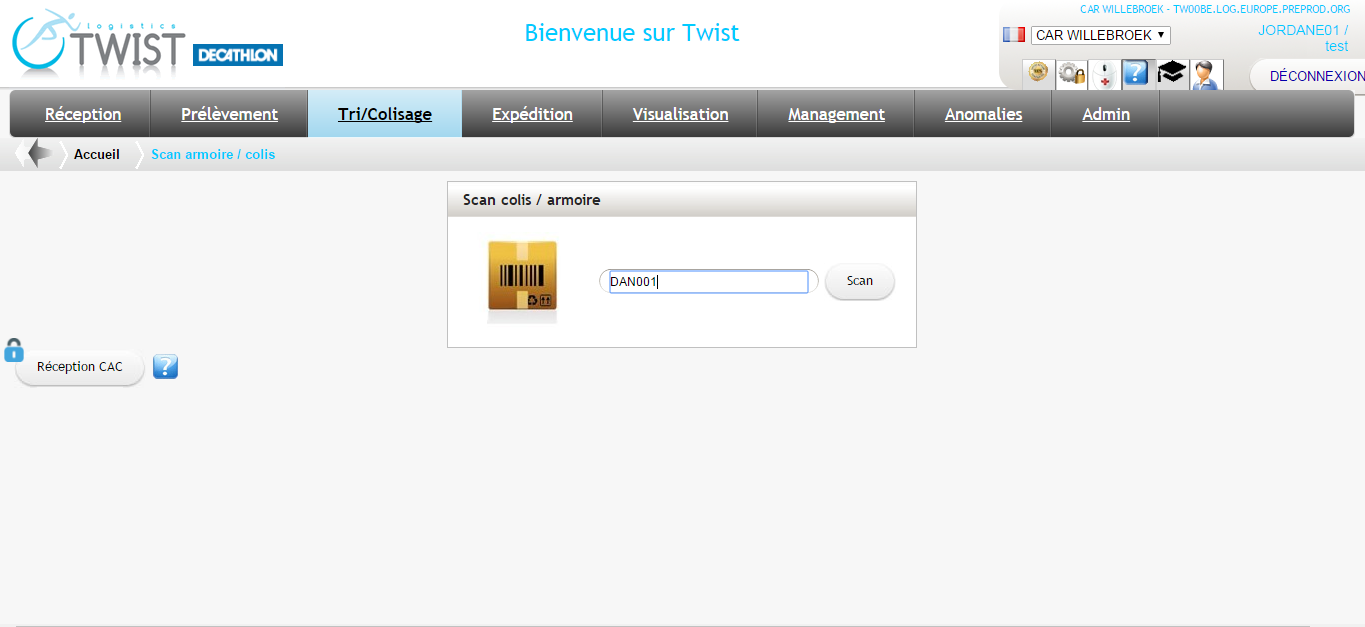 CAR WILLEBROEK - TW00BE.LOG.EUROPE.PREPROD.ORG
logistics
TWIST DECATHLON
Bienvenue sur Twist
CAR WILLEBROEK
JORDANE01 /
test
DÉCONNEXION
Réception Prélèvement Tri/Colisage Expédition Visualisation Management Anomalies Admin
Accueil Scan armoire / colis
Scan colis / armoire
DAN001 Scan
Réception CAC ?